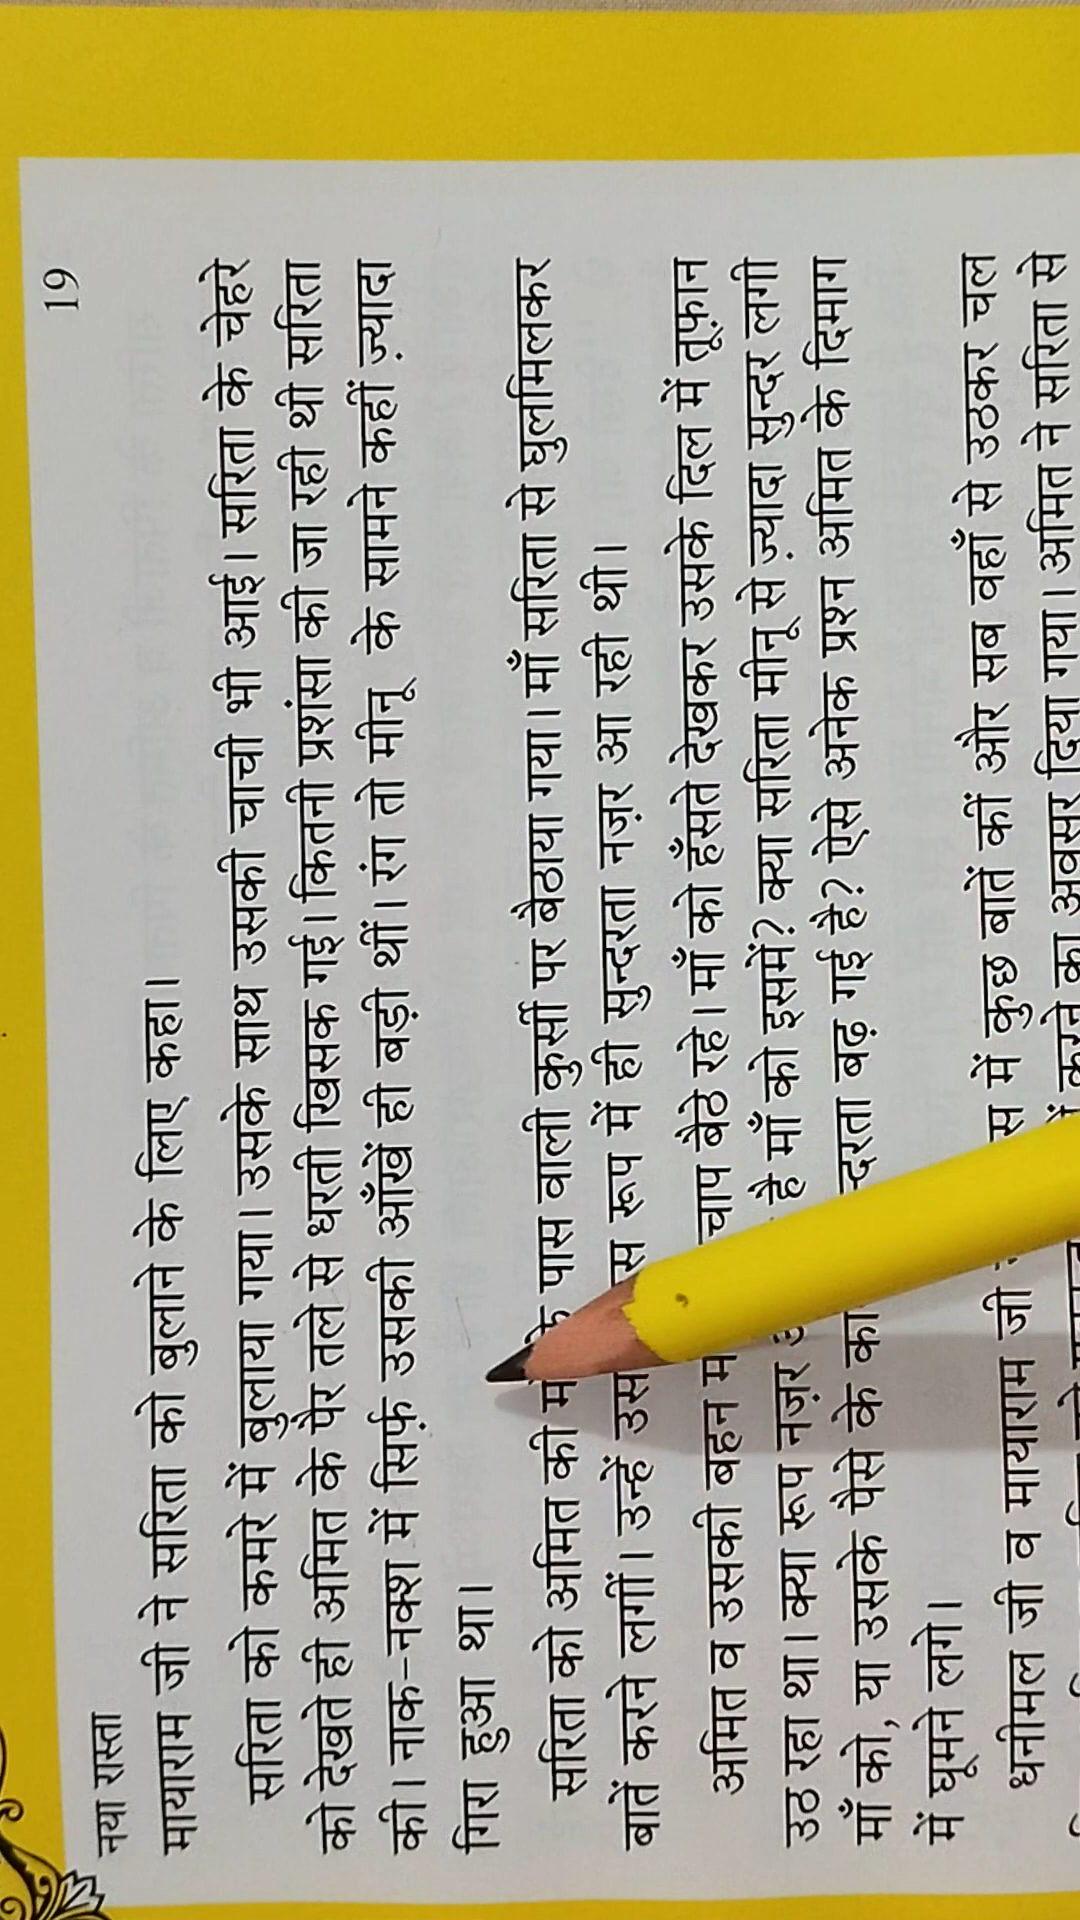 नया रास्ता 19
मायाराम जी ने सरिता को बुलाने के लिए कहा।
सरिता को कमरे में बुलाया गया। उसके साथ उसकी चाची भी आई। सरिता के चेहरे
को देखते ही अमित के पैर तले से धरती खिसक गई। कितनी प्रशंसा की जा रही थी सरिता
की। नाक-नक्श में सिर्फ़ उसकी आँखें ही बड़ी थीं। रंग तो मीनू के सामने कहीं ज़्यादा
गिरा हुआ था।
सरिता को अमित की के पास वाली कुर्सी पर बैठाया गया। माँ सरिता से घुलमिलकर
बातें करने लगीं। उन्हें रूप में ही सुन्दरता नज़र आ रही थी।
अमित व उसकी बहन चाप बैठे रहे। माँ को हँसते देखकर उसके दिल में तूफ़ान
उठ रहा था। क्या रूप नज़र है माँ को इसमें? क्या सरिता मीनू से ज़्यादा सुन्दर लगी
माँ को, या उसके पैसे के बढ़ गई है? ऐसे अनेक प्रश्न अमित के दिमाग
में घूमने लगे।
धनीमल जी व मायाराम जी में कुछ बातें कीं और सब वहाँ से उठकर चल
करने का अवसर दिया गया। अमित ने सरिता से